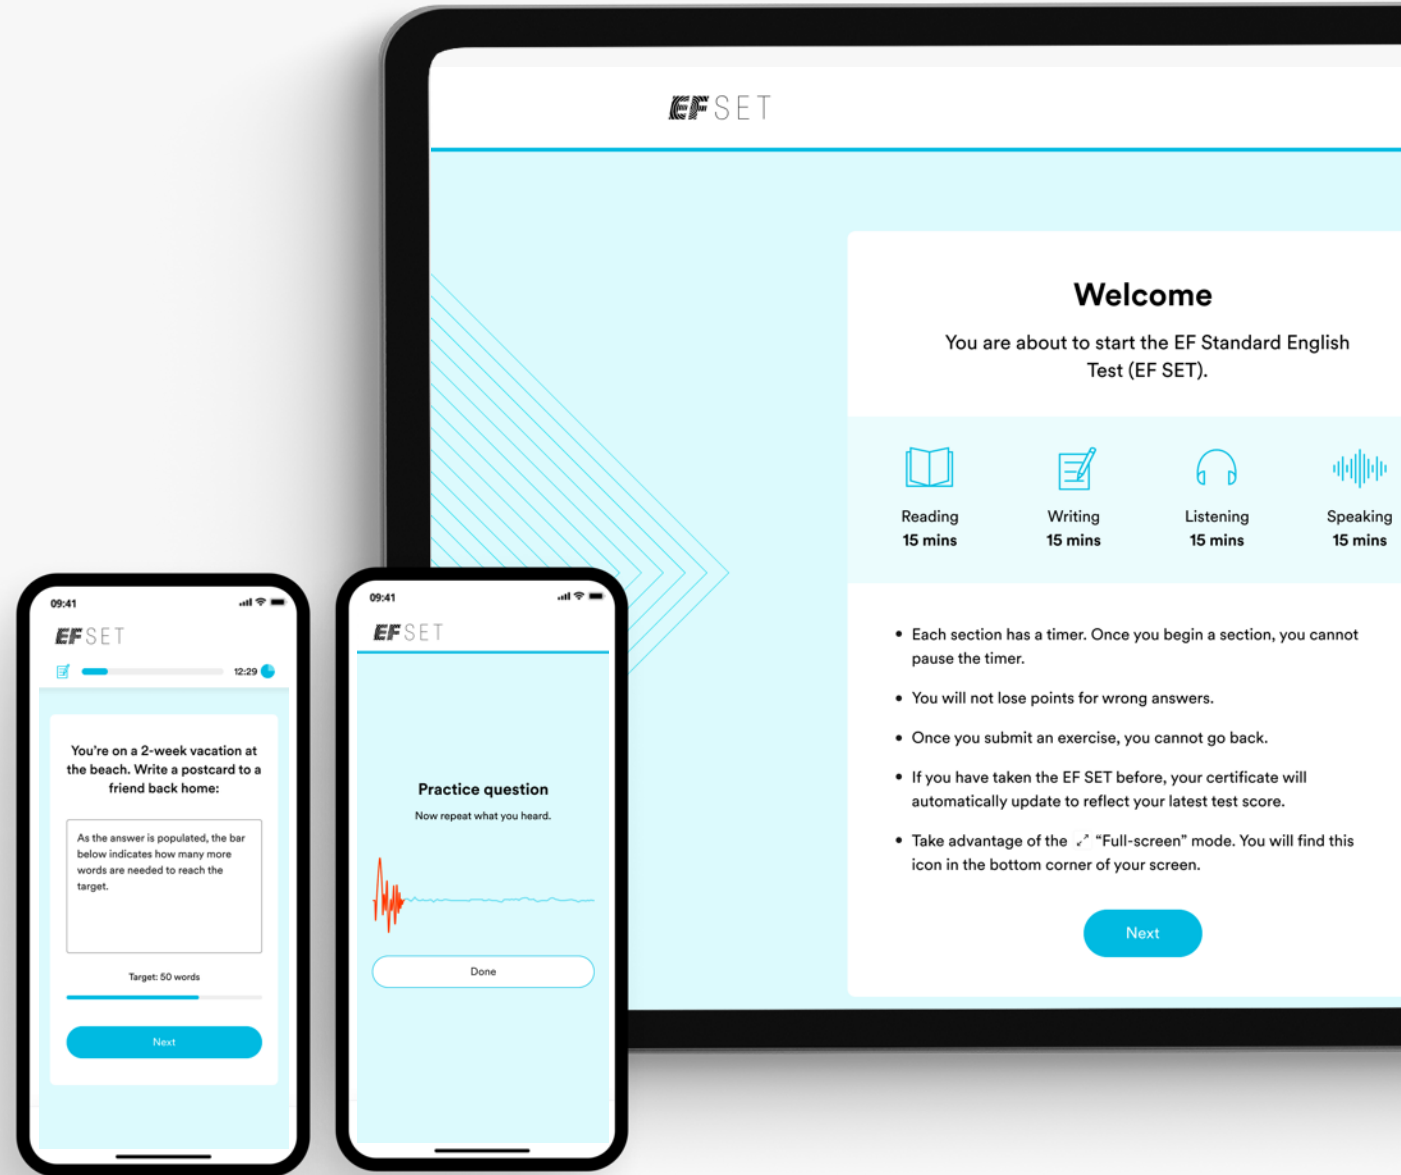 EF SET
Welcome
You are about to start the EF Standard English
Test (EF SET).
Reading
15 mins
Writing
15 mins
Listening
15 mins
Speaking
15 mins
• Each section has a timer. Once you begin a section, you cannot
pause the timer.
• You will not lose points for wrong answers.
• Once you submit an exercise, you cannot go back.
• If you have taken the EF SET before, your certificate will
automatically update to reflect your latest test score.
• Take advantage of the "Full-screen" mode. You will find this
icon in the bottom corner of your screen.
Next
09:41
EF SET
12:29
You're on a 2-week vacation at
the beach. Write a postcard to a
friend back home:
As the answer is populated, the bar
below indicates how many more
words are needed to reach the
target.
Target: 50 words
Next
09:41
EF SET
Practice question
Now repeat what you heard.
Done